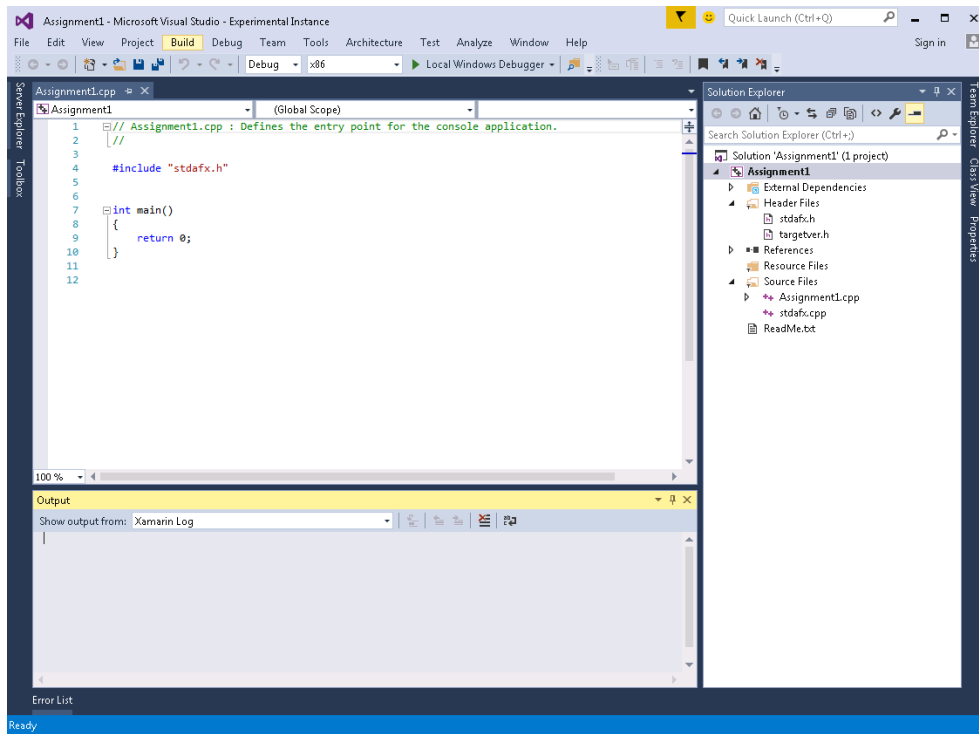 Assignment1 - Microsoft Visual Studio - Experimental Instance
Quick Launch (Ctrl+Q)
File Edit View Project Build Debug Team Tools Architecture Test Analyze Window Help
Sign in
Debug x86 Local Windows Debugger
Server Explorer
Toolbox
Assignment1.cpp
Assignment1 (Global Scope)
1 // Assignment1.cpp : Defines the entry point for the console application.
2 //
3
4 #include "stdafx.h"
5
6
7 int main()
8 {
9 return 0;
10 }
11
12
100 %
Output
Show output from: Xamarin Log
Error List
Ready
Solution Explorer
Search Solution Explorer (Ctrl+;)
Solution 'Assignment1' (1 project)
Assignment1
External Dependencies
Header Files
stdafx.h
targetver.h
References
Resource Files
Source Files
Assignment1.cpp
stdafx.cpp
ReadMe.txt
Team Explorer
Class View
Properties